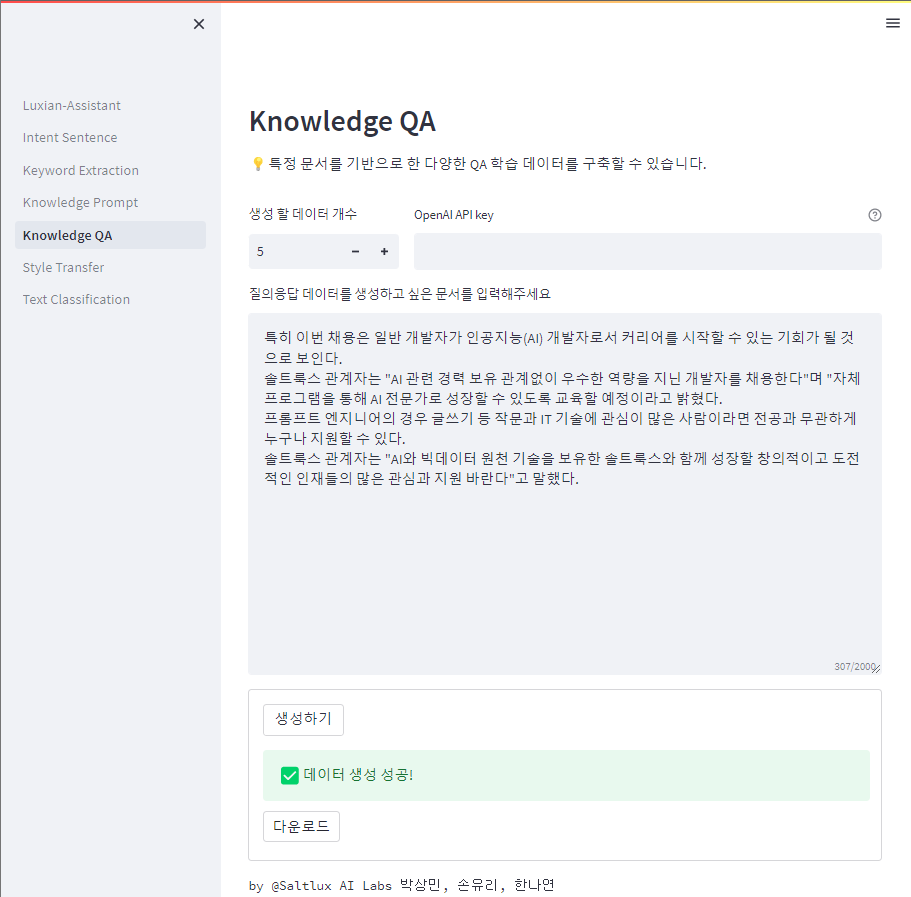 Luxian-Assistant
Intent Sentence
Keyword Extraction
Knowledge Prompt
Knowledge QA
Style Transfer
Text Classification
Knowledge QA
특정 문서를 기반으로 한 다양한 QA 학습 데이터를 구축할 수 있습니다.
생성 할 데이터 개수
OpenAI API key
5
질의응답 데이터를 생성하고 싶은 문서를 입력해주세요
특히 이번 채용은 일반 개발자가 인공지능(AI) 개발자로서 커리어를 시작할 수 있는 기회가 될 것
으로 보인다.
솔트룩스 관계자는 "AI 관련 경력 보유 관계없이 우수한 역량을 지닌 개발자를 채용한다"며 "자체
프로그램을 통해 AI 전문가로 성장할 수 있도록 교육할 예정이라고 밝혔다.
프롬프트 엔지니어의 경우 글쓰기 등 작문과 IT 기술에 관심이 많은 사람이라면 전공과 무관하게
누구나 지원할 수 있다.
솔트룩스 관계자는 "AI와 빅데이터 원천 기술을 보유한 솔트룩스와 함께 성장할 창의적이고 도전
적인 인재들의 많은 관심과 지원 바란다"고 말했다.
307/2000
생성하기
데이터 생성 성공!
다운로드
by @Saltlux AI Labs 박상민, 손유리, 한나연